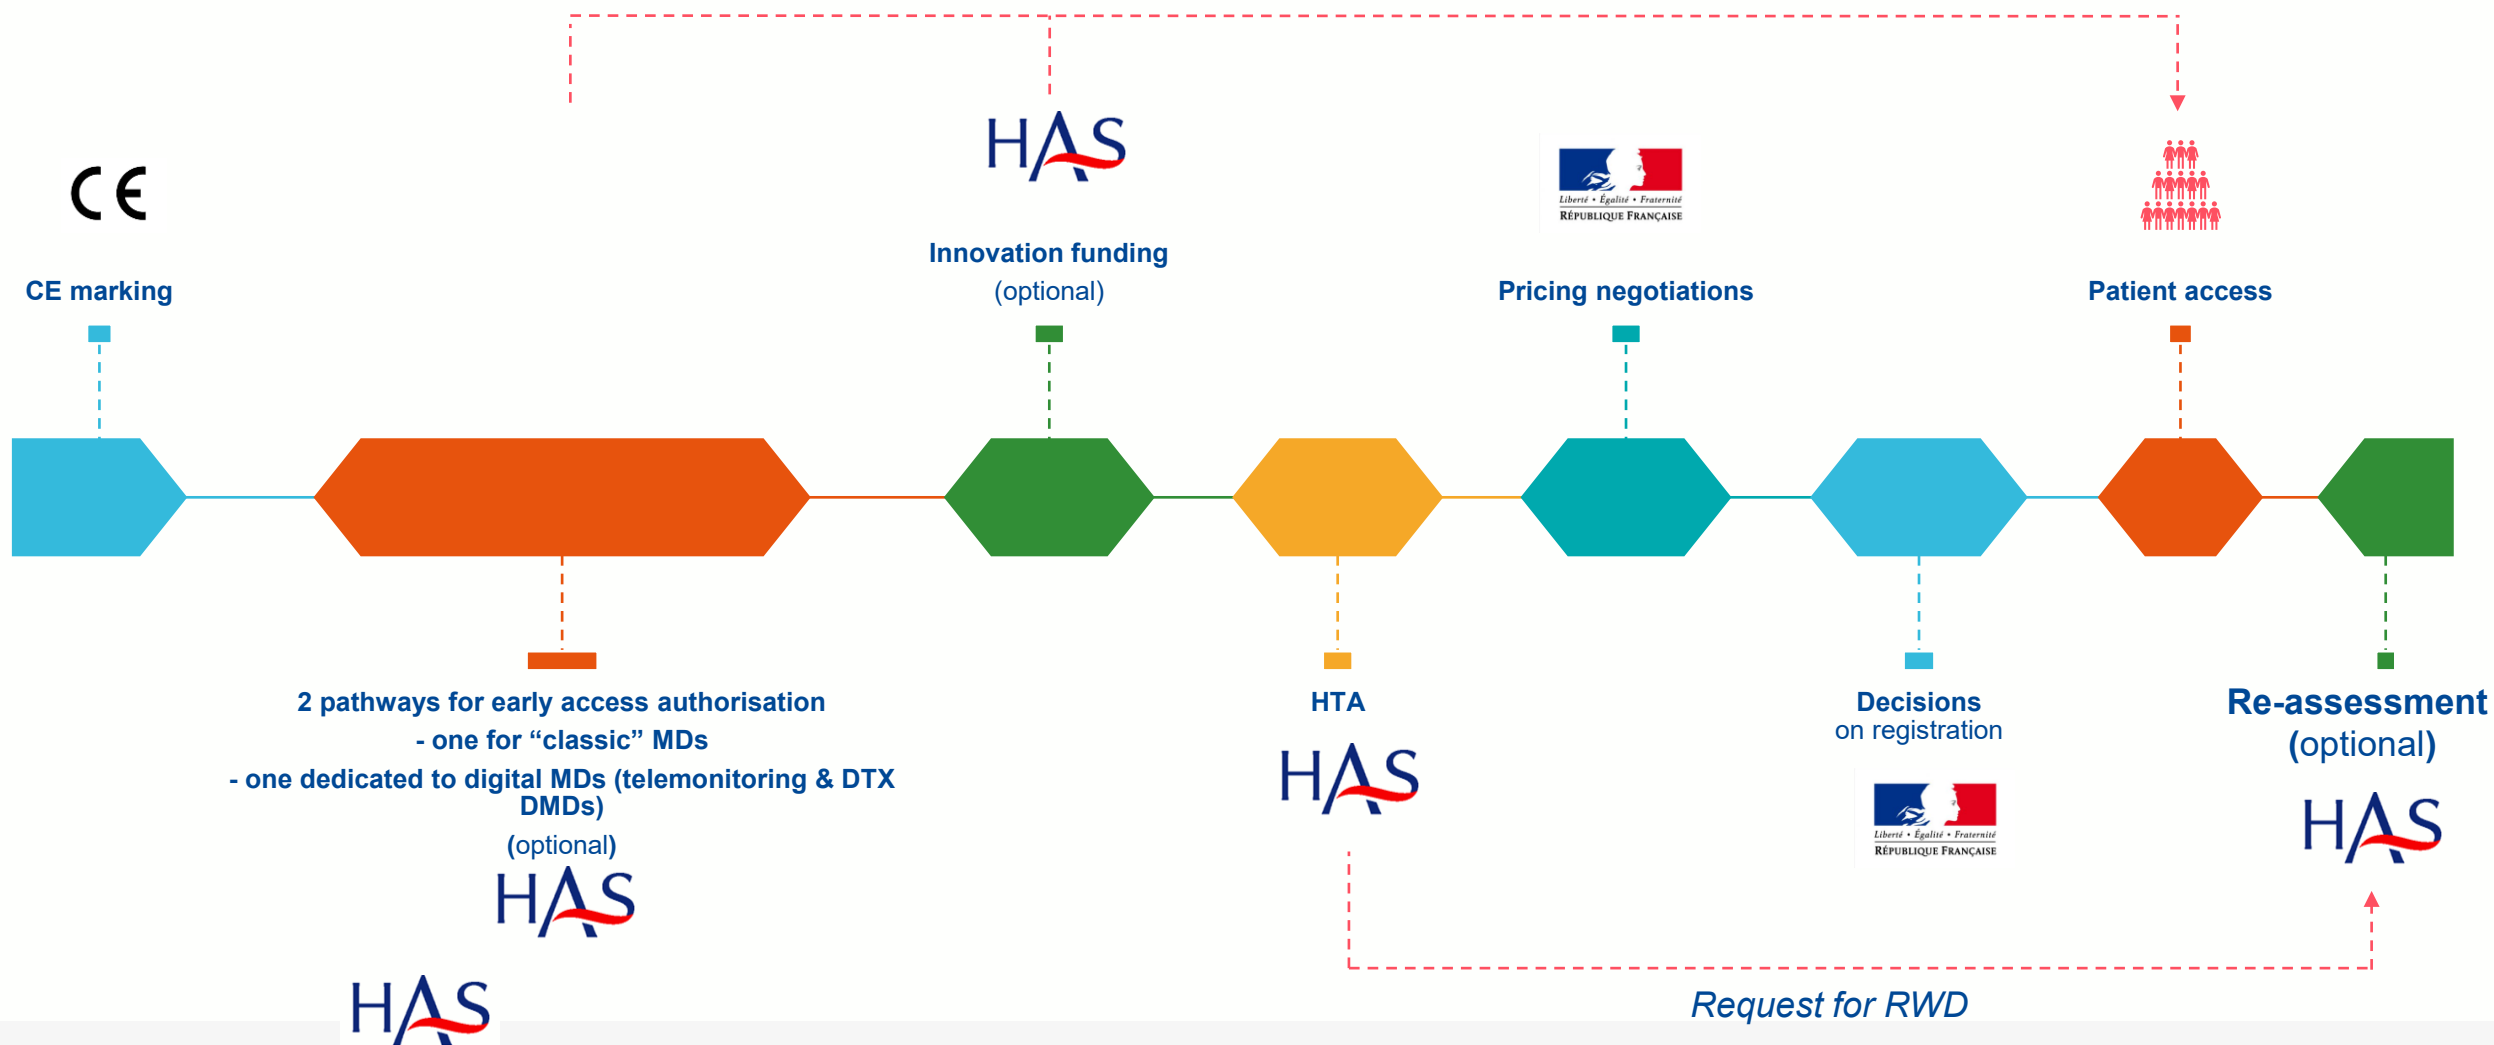 HAS
Liberté • Égalité • Fraternité
RÉPUBLIQUE FRANÇAISE
CE
Innovation funding
(optional)
CE marking
Pricing negotiations
Patient access
2 pathways for early access authorisation
- one for “classic” MDs
- one dedicated to digital MDs (telemonitoring & DTX
DMDs)
(optional)
HAS
HTA
HAS
Decisions
on registration
Liberté • Égalité • Fraternité
RÉPUBLIQUE FRANÇAISE
Re-assessment
(optional)
HAS
HAS
Request for RWD